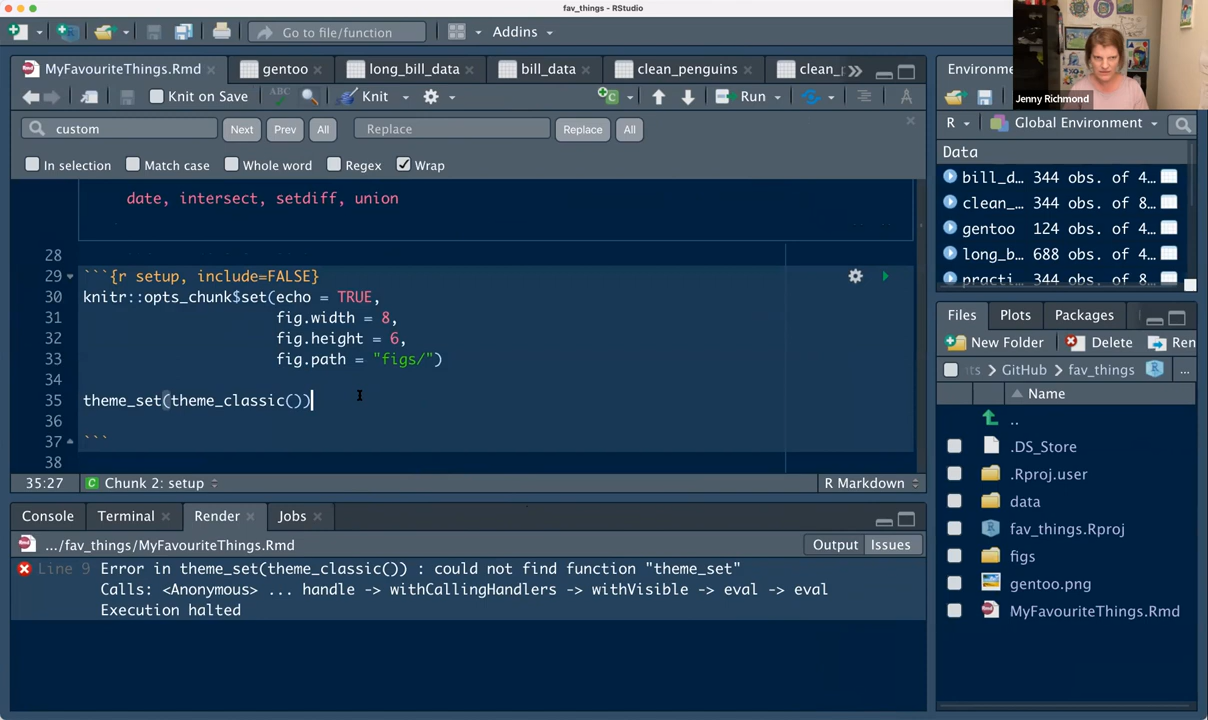 fav_things - RStudio
Go to file/function
Addins
MyFavouriteThings.Rmd
gentoo
long_bill_data
bill_data
clean_penguins
clean_
Environme
Knit on Save
ABC
Knit
Run
custom
Next
Prev
All
Replace
Replace
All
In selection
Match case
Whole word
Regex
Wrap
date, intersect, setdiff, union
28
29 ```{r setup, include=FALSE}
30 knitr::opts_chunk$set(echo = TRUE,
31 fig.width = 8,
32 fig.height = 6,
33 fig.path = "figs/")
34
35 theme_set(theme_classic())
36
37 ```
38
35:27 Chunk 2: setup R Markdown
Console
Terminal
Render
Jobs
.../fav_things/MyFavouriteThings.Rmd
Output
Issues
Line 9 Error in theme_set(theme_classic()) : could not find function "theme_set"
Calls: <Anonymous> ... handle -> withCallingHandlers -> withVisible -> eval -> eval
Execution halted
Jenny Richmond
R
Global Environment
Data
bill_d… 344 obs. of 4…
clean_… 344 obs. of 8…
gentoo 124 obs. of 4…
long_b… 688 obs. of 4…
practi… 344 obs. of 8…
Files
Plots
Packages
New Folder
Delete
Ren
nts
GitHub
fav_things
...
Name
..
.DS_Store
.Rproj.user
data
fav_things.Rproj
figs
gentoo.png
MyFavouriteThings.Rmd